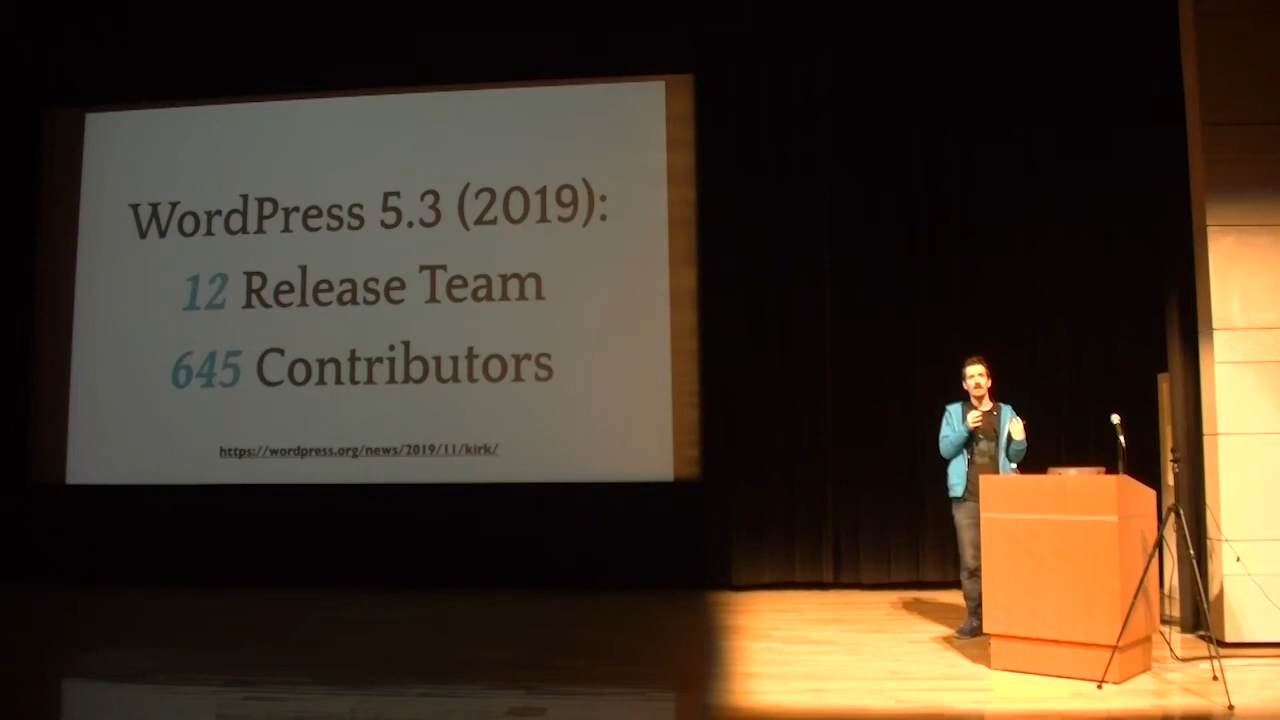 WordPress 5.3 (2019):
12 Release Team
645 Contributors
https://wordpress.org/news/2019/11/kirk/